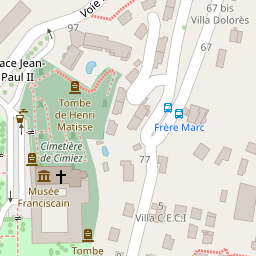 Voie
67 bis
Villa Dolorès
97
67
ace Jean-
Paul II
Tombe
de Henri
Matisse
Frère Marc
Cimetière
de Cimiez
77
Musée
Franciscain
5
Villa C.E.C.I
Tombe